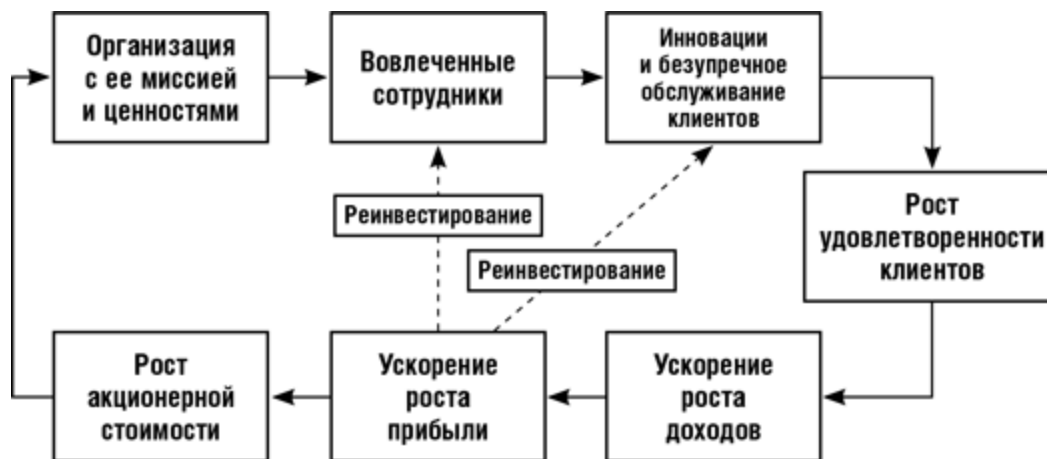 Организация
с ее миссией
и ценностями
Вовлеченные
сотрудники
Инновации
и безупречное
обслуживание
клиентов
Реинвестирование
Реинвестирование
Рост
удовлетворенности
клиентов
Рост
акционерной
стоимости
Ускорение
роста
прибыли
Ускорение
роста
доходов